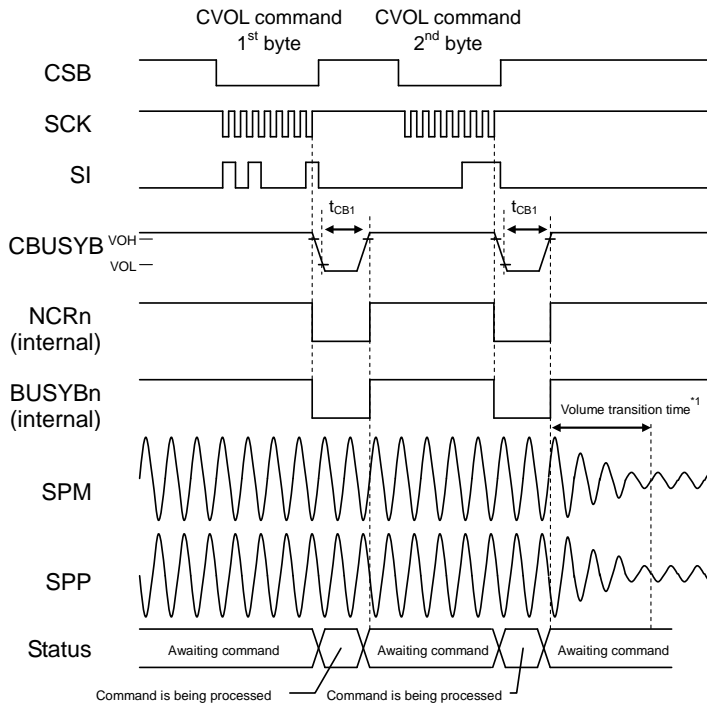 CVOL command
1st byte
CVOL command
2nd byte
CSB
SCK
SI
tCB1
tCB1
CBUSYB
VOH
VOL
NCRn
(internal)
BUSYBn
(internal)
Volume transition time*1
SPM
SPP
Status
Awaiting command
Awaiting command
Awaiting command
Command is being processed
Command is being processed